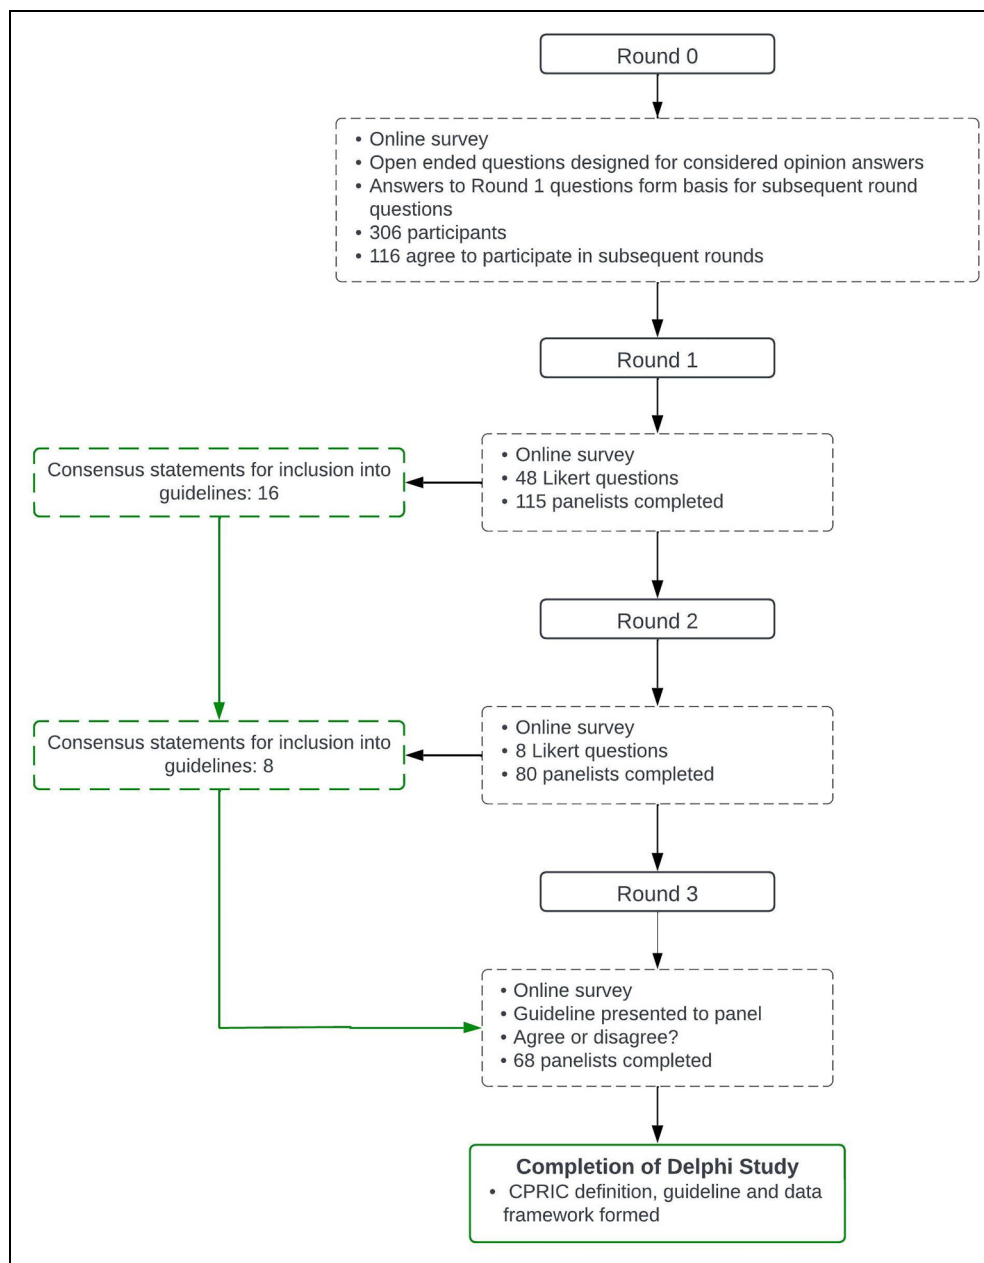 Round 0
• Online survey
• Open ended questions designed for considered opinion answers
• Answers to Round 1 questions form basis for subsequent round
questions
• 306 participants
• 116 agree to participate in subsequent rounds
Round 1
• Online survey
• 48 Likert questions
• 115 panelists completed
Consensus statements for inclusion into
guidelines: 16
Round 2
• Online survey
• 8 Likert questions
• 80 panelists completed
Consensus statements for inclusion into
guidelines: 8
Round 3
• Online survey
• Guideline presented to panel
• Agree or disagree?
• 68 panelists completed
Completion of Delphi Study
• CPRIC definition, guideline and data
framework formed